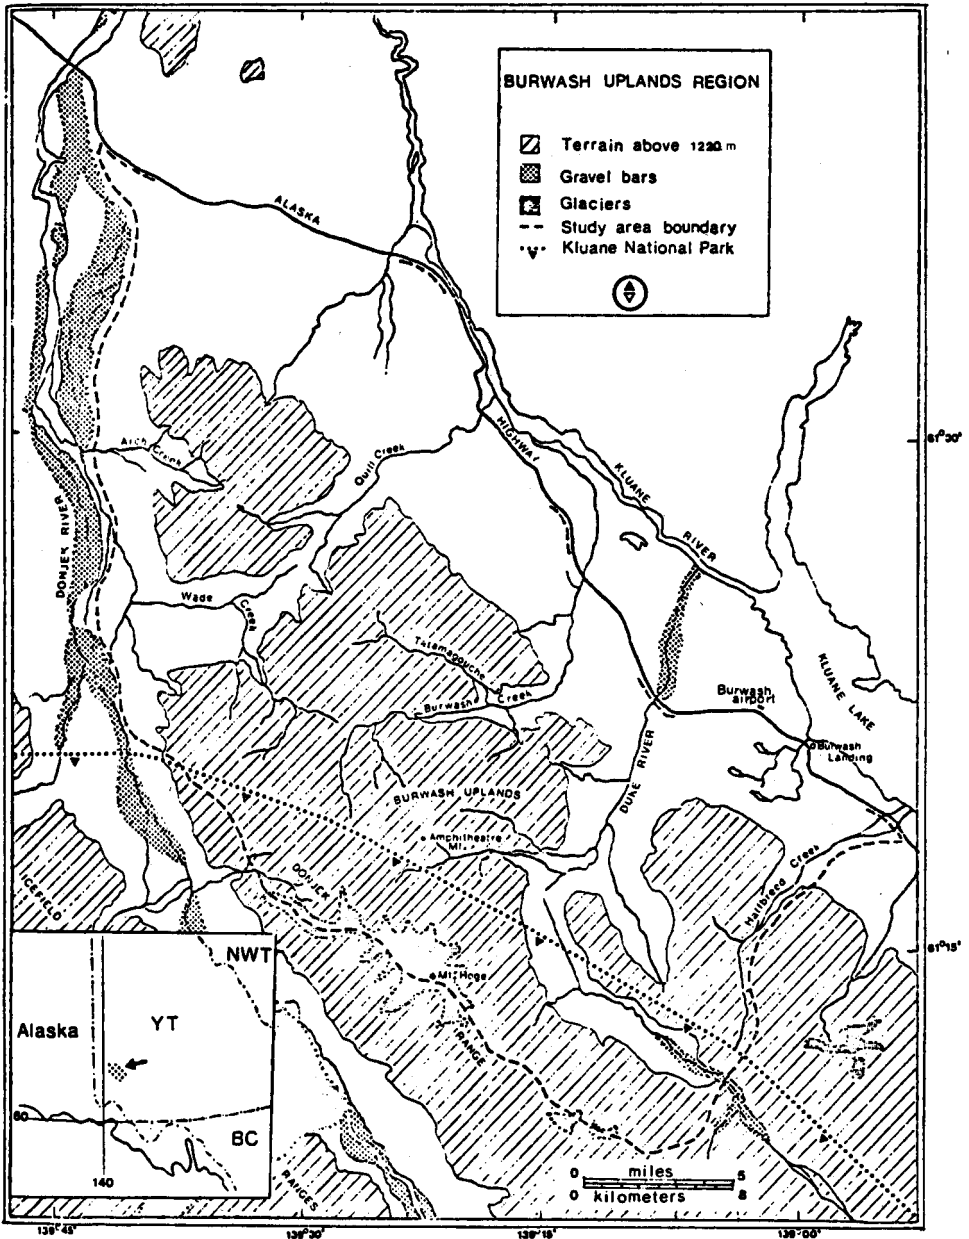 BURWASH UPLANDS REGION
Terrain above 1220 m
Gravel bars
Glaciers
Study area boundary
Kluane National Park
ALASKA
HIGHWAY
61°30'
Arch
Creek
Quill Creek
KLUANE
RIVER
DONJEK RIVER
Wade
Creek
Tatamagouche
Burwash Creek
Burwash
airport
KLUANE LAKE
Burwash
Landing
DUKE RIVER
BURWASH UPLANDS
Amphitheatre
Mt.
Halfbreed Creek
ICEFIELD
DONJEK
RANGE
Mt. Hoge
61°15'
NWT
Alaska
YT
60
BC
140
RANGES
0 miles 5
0 kilometers 8
139°45'
139°30'
139°15'
139°00'